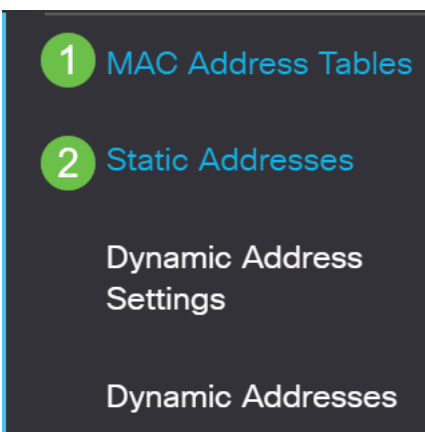 1 MAC Address Tables
2 Static Addresses
Dynamic Address
Settings
Dynamic Addresses